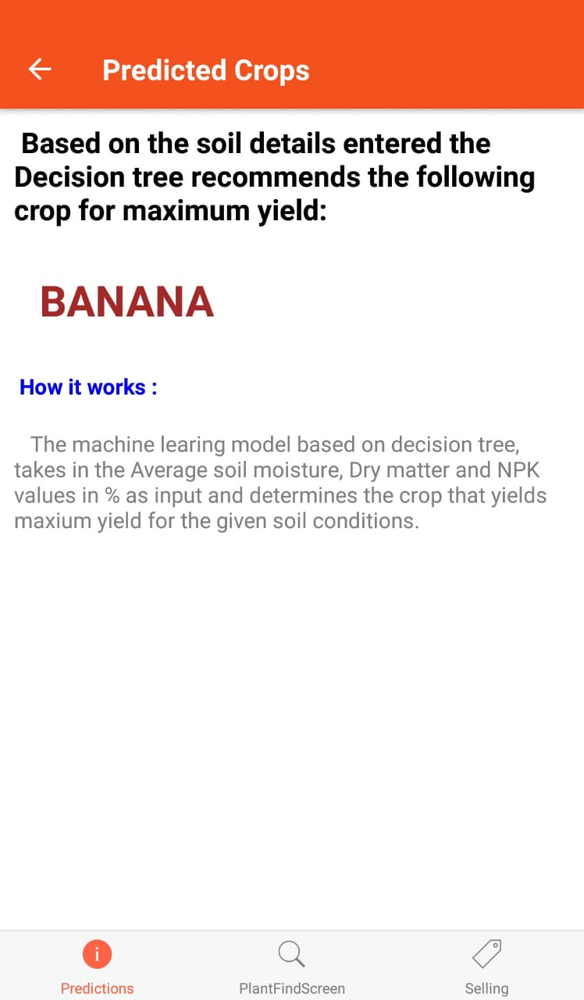 Predicted Crops
Based on the soil details entered the
Decision tree recommends the following
crop for maximum yield:
BANANA
How it works :
The machine learing model based on decision tree,
takes in the Average soil moisture, Dry matter and NPK
values in % as input and determines the crop that yields
maxium yield for the given soil conditions.
i
Predictions
PlantFindScreen
Selling